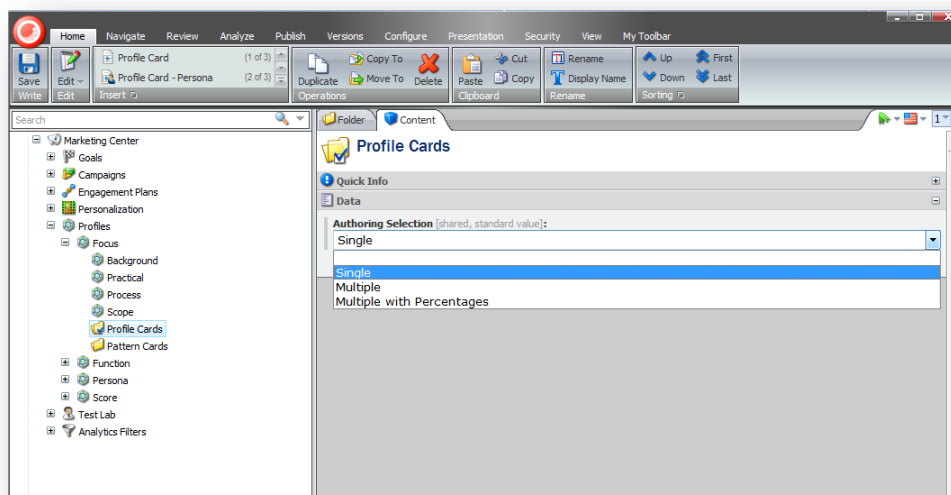 Home Navigate Review Analyze Publish Versions Configure Presentation Security View My Toolbar
Save
Write
Edit
Edit
Profile Card (1 of 3)
Profile Card - Persona (2 of 3)
Insert
Duplicate
Copy To
Move To
Delete
Operations
Paste
Cut
Copy
Clipboard
Rename
Display Name
Rename
Up
Down
First
Last
Sorting
Search
Marketing Center
Goals
Campaigns
Engagement Plans
Personalization
Profiles
Focus
Background
Practical
Process
Scope
Profile Cards
Pattern Cards
Function
Persona
Score
Test Lab
Analytics Filters
Folder Content
1
Profile Cards
Quick Info
Data
Authoring Selection [shared, standard value]:
Single
Single
Multiple
Multiple with Percentages